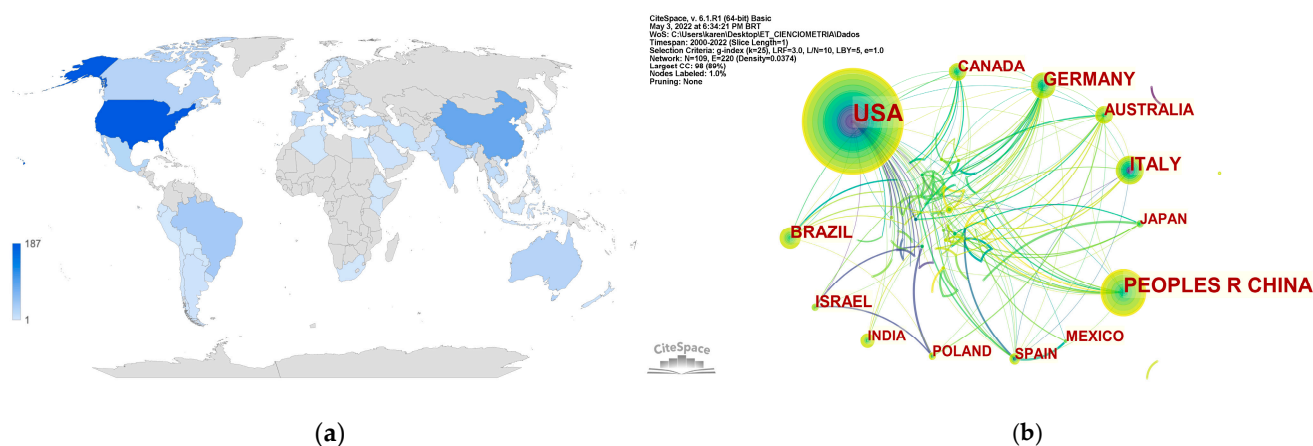 187
1
(a)
CiteSpace, v. 6.1.R1 (64-bit) Basic
May 3, 2022 at 6:34:21 PM BRT
WoS: C:\Users\karen\Desktop\ET_CIENCIOMETRIA\Dados
Timespan: 2000-2022 (Slice Length=1)
Selection Criteria: g-index (k=25), LRF=3.0, L/N=10, LBY=5, e=1.0
Network: N=109, E=220 (Density=0.0374)
Largest CC: 98 (89%)
Nodes Labeled: 1.0%
Pruning: None
CANADA
GERMANY
USA
AUSTRALIA
ITALY
JAPAN
BRAZIL
PEOPLES R CHINA
ISRAEL
INDIA
MEXICO
POLAND
SPAIN
CiteSpace
(b)